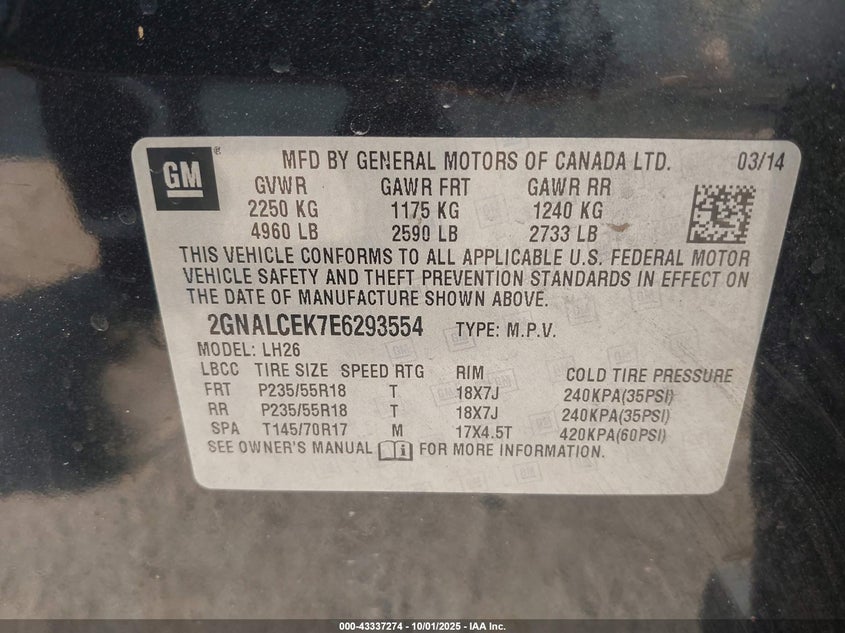 GM
MFD BY GENERAL MOTORS OF CANADA LTD. 03/14
GVWR GAWR FRT GAWR RR
2250 KG 1175 KG 1240 KG
4960 LB 2590 LB 2733 LB
THIS VEHICLE CONFORMS TO ALL APPLICABLE U.S. FEDERAL MOTOR
VEHICLE SAFETY AND THEFT PREVENTION STANDARDS IN EFFECT ON
THE DATE OF MANUFACTURE SHOWN ABOVE.
2GNALCEK7E6293554 TYPE: M.P.V.
MODEL: LH26
LBCC TIRE SIZE SPEED RTG RIM COLD TIRE PRESSURE
FRT P235/55R18 T 18X7J 240KPA(35PSI)
RR P235/55R18 T 18X7J 240KPA(35PSI)
SPA T145/70R17 M 17X4.5T 420KPA(60PSI)
SEE OWNER'S MANUAL FOR MORE INFORMATION.
000-43337274 - 10/01/2025 - IAA Inc.